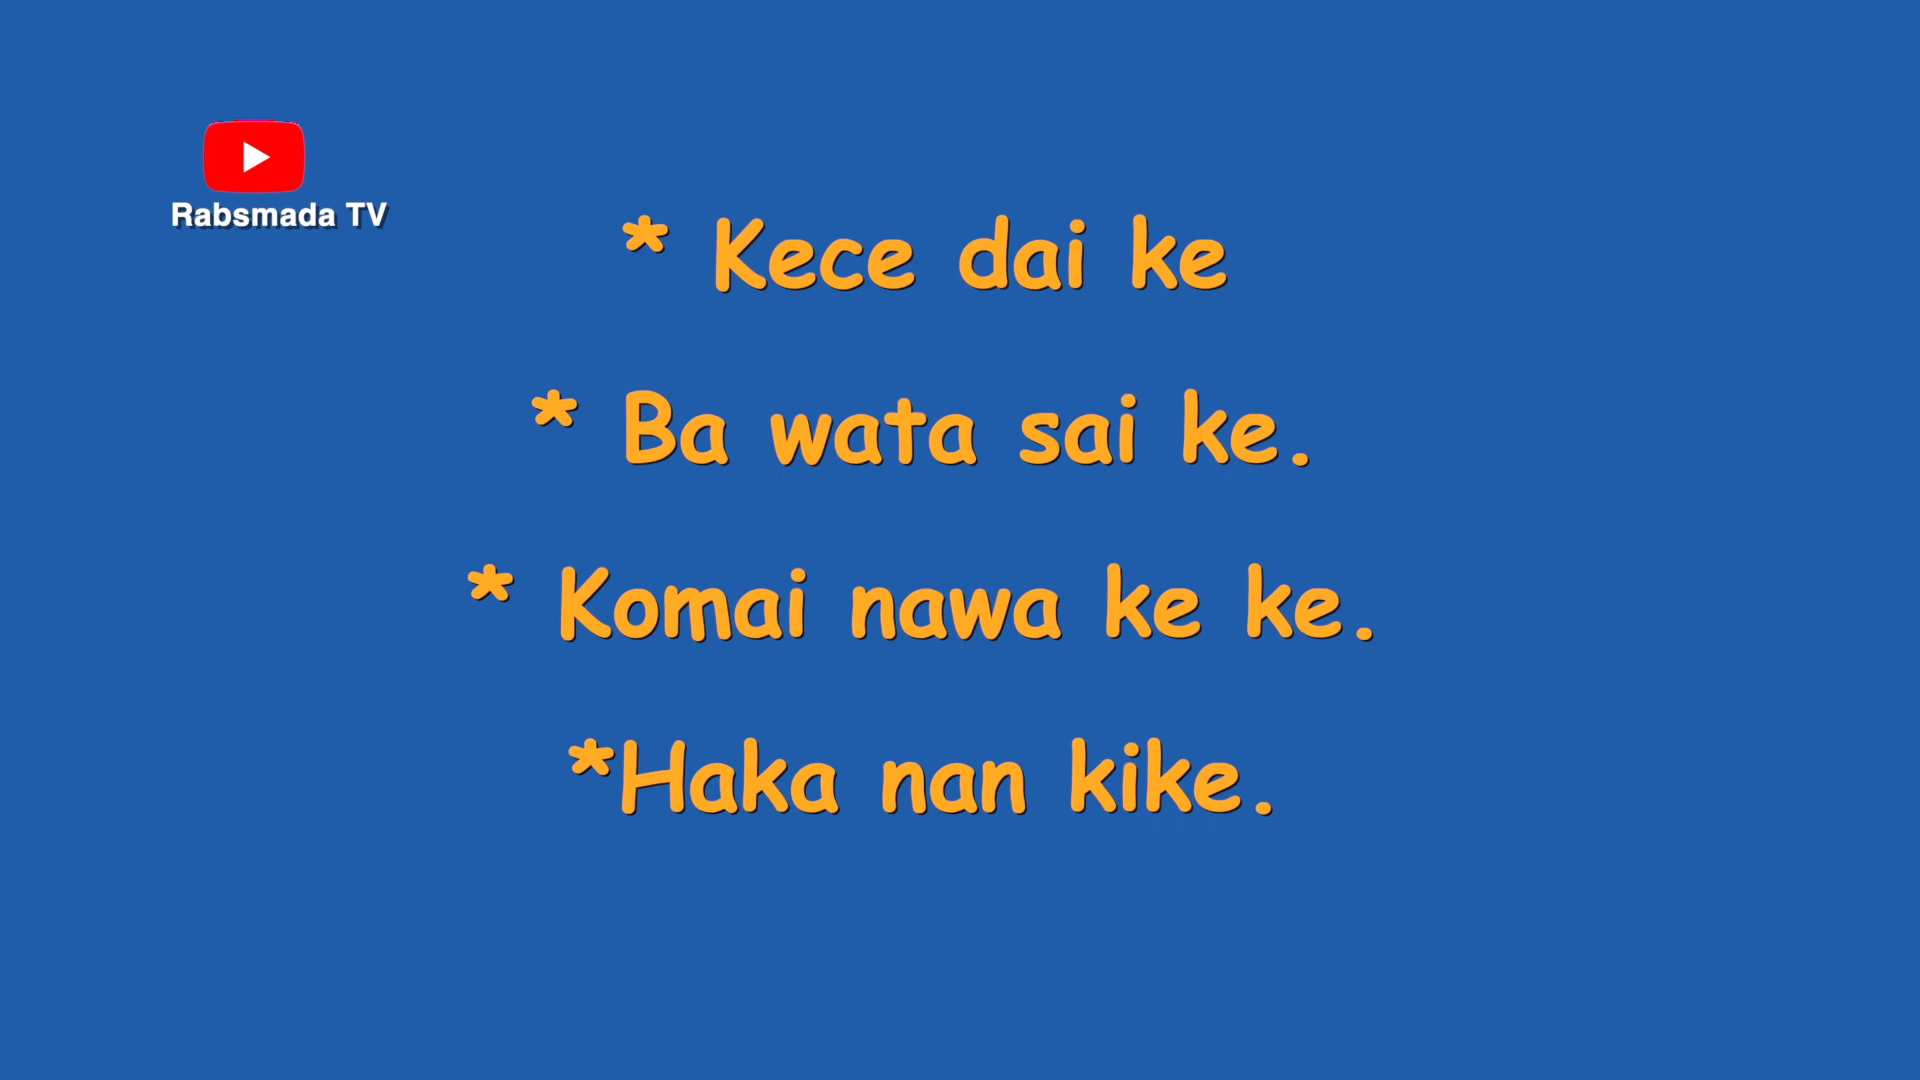 Rabsmada TV
* Kece dai ke
* Ba wata sai ke.
* Komai nawa ke ke.
*Haka nan kike.